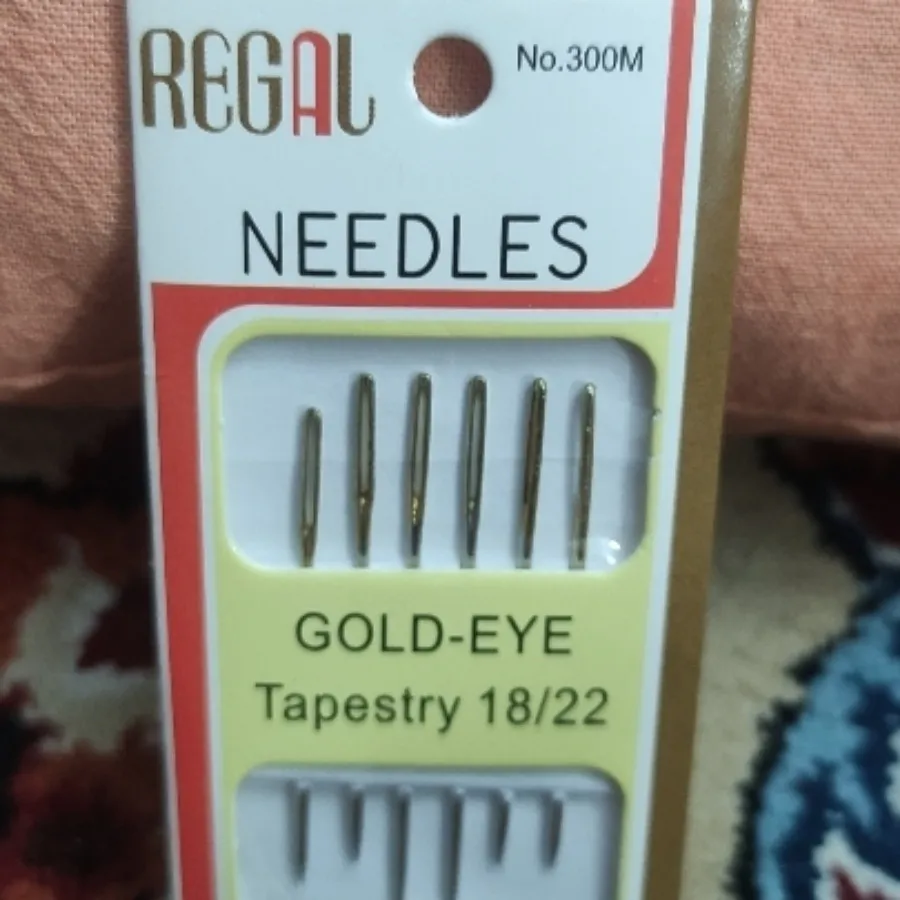 REGAL
No.300M
NEEDLES
GOLD-EYE
Tapestry 18/22